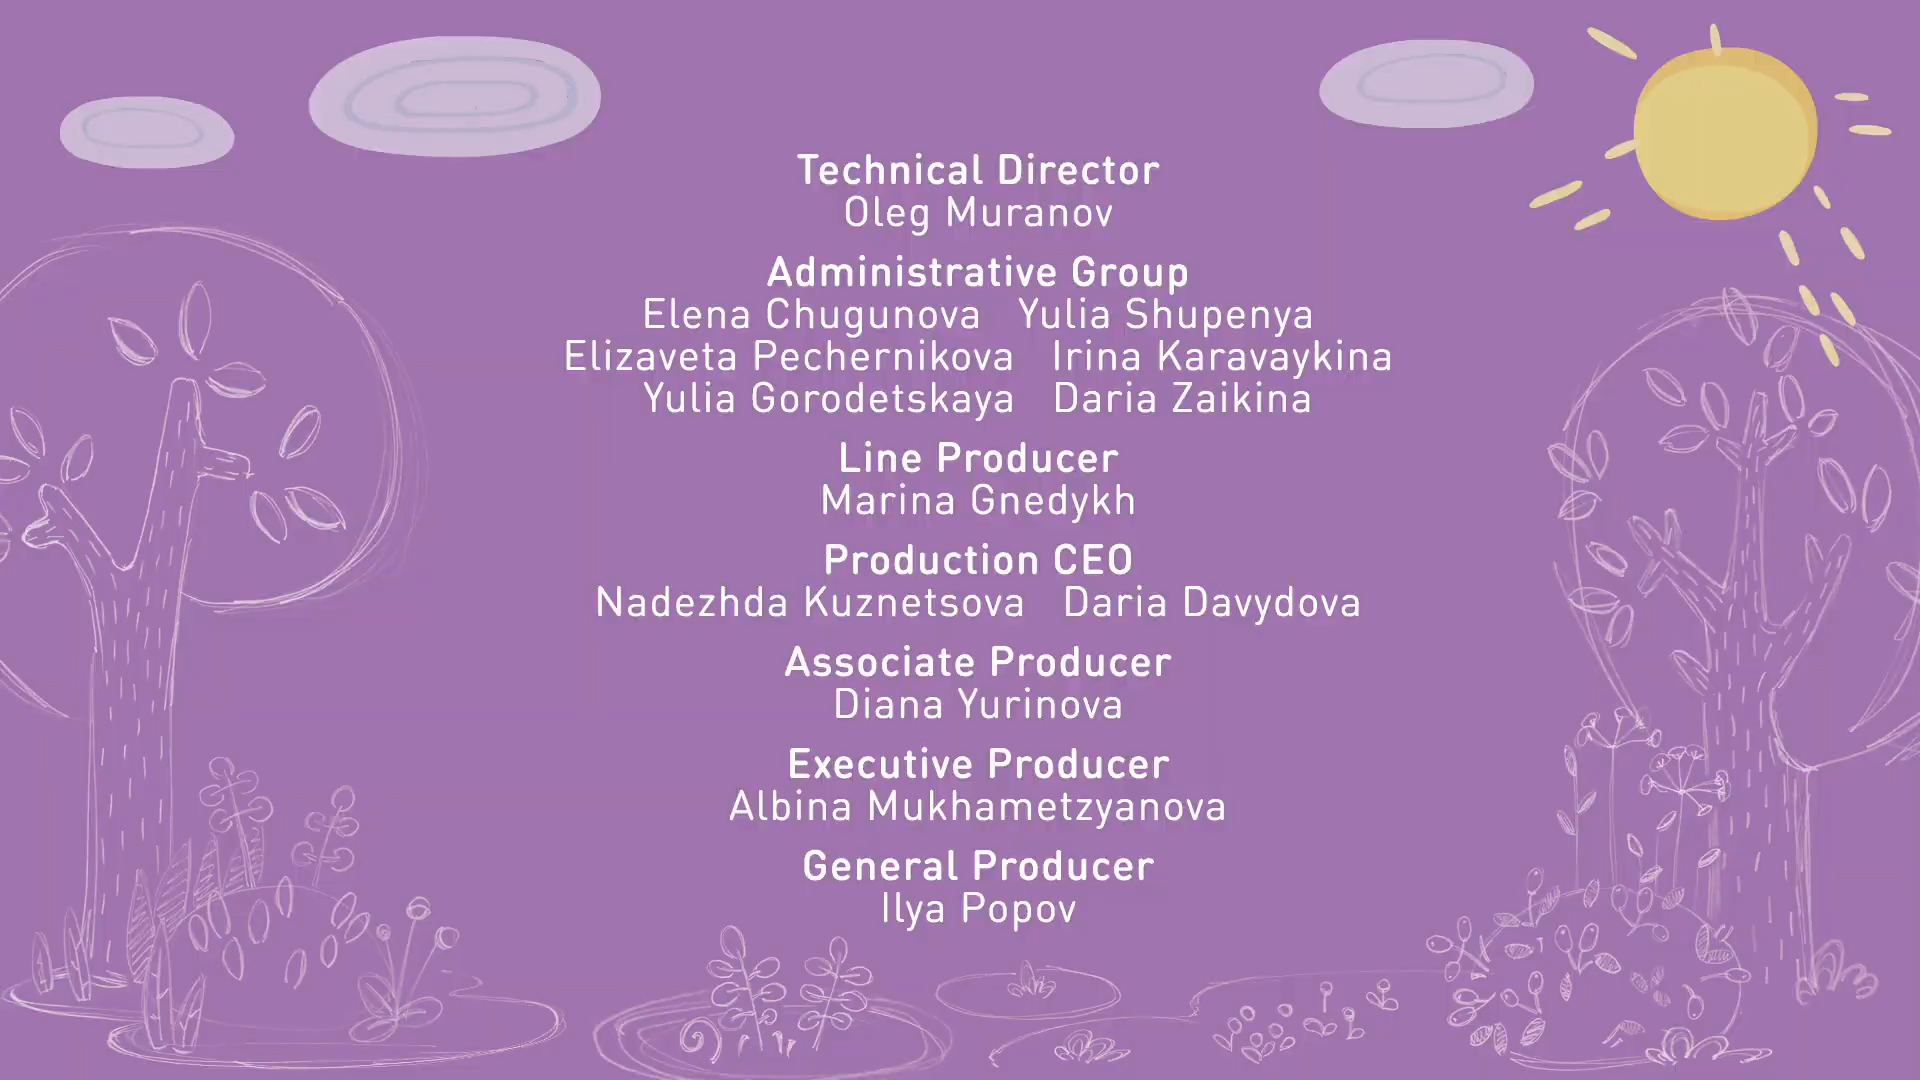 Technical Director
Oleg Muranov
Administrative Group
Elena Chugunova Yulia Shupenya
Elizaveta Pechernikova Irina Karavaykina
Yulia Gorodetskaya Daria Zaikina
Line Producer
Marina Gnedykh
Production CEO
Nadezhda Kuznetsova Daria Davydova
Associate Producer
Diana Yurinova
Executive Producer
Albina Mukhametzyanova
General Producer
Ilya Popov